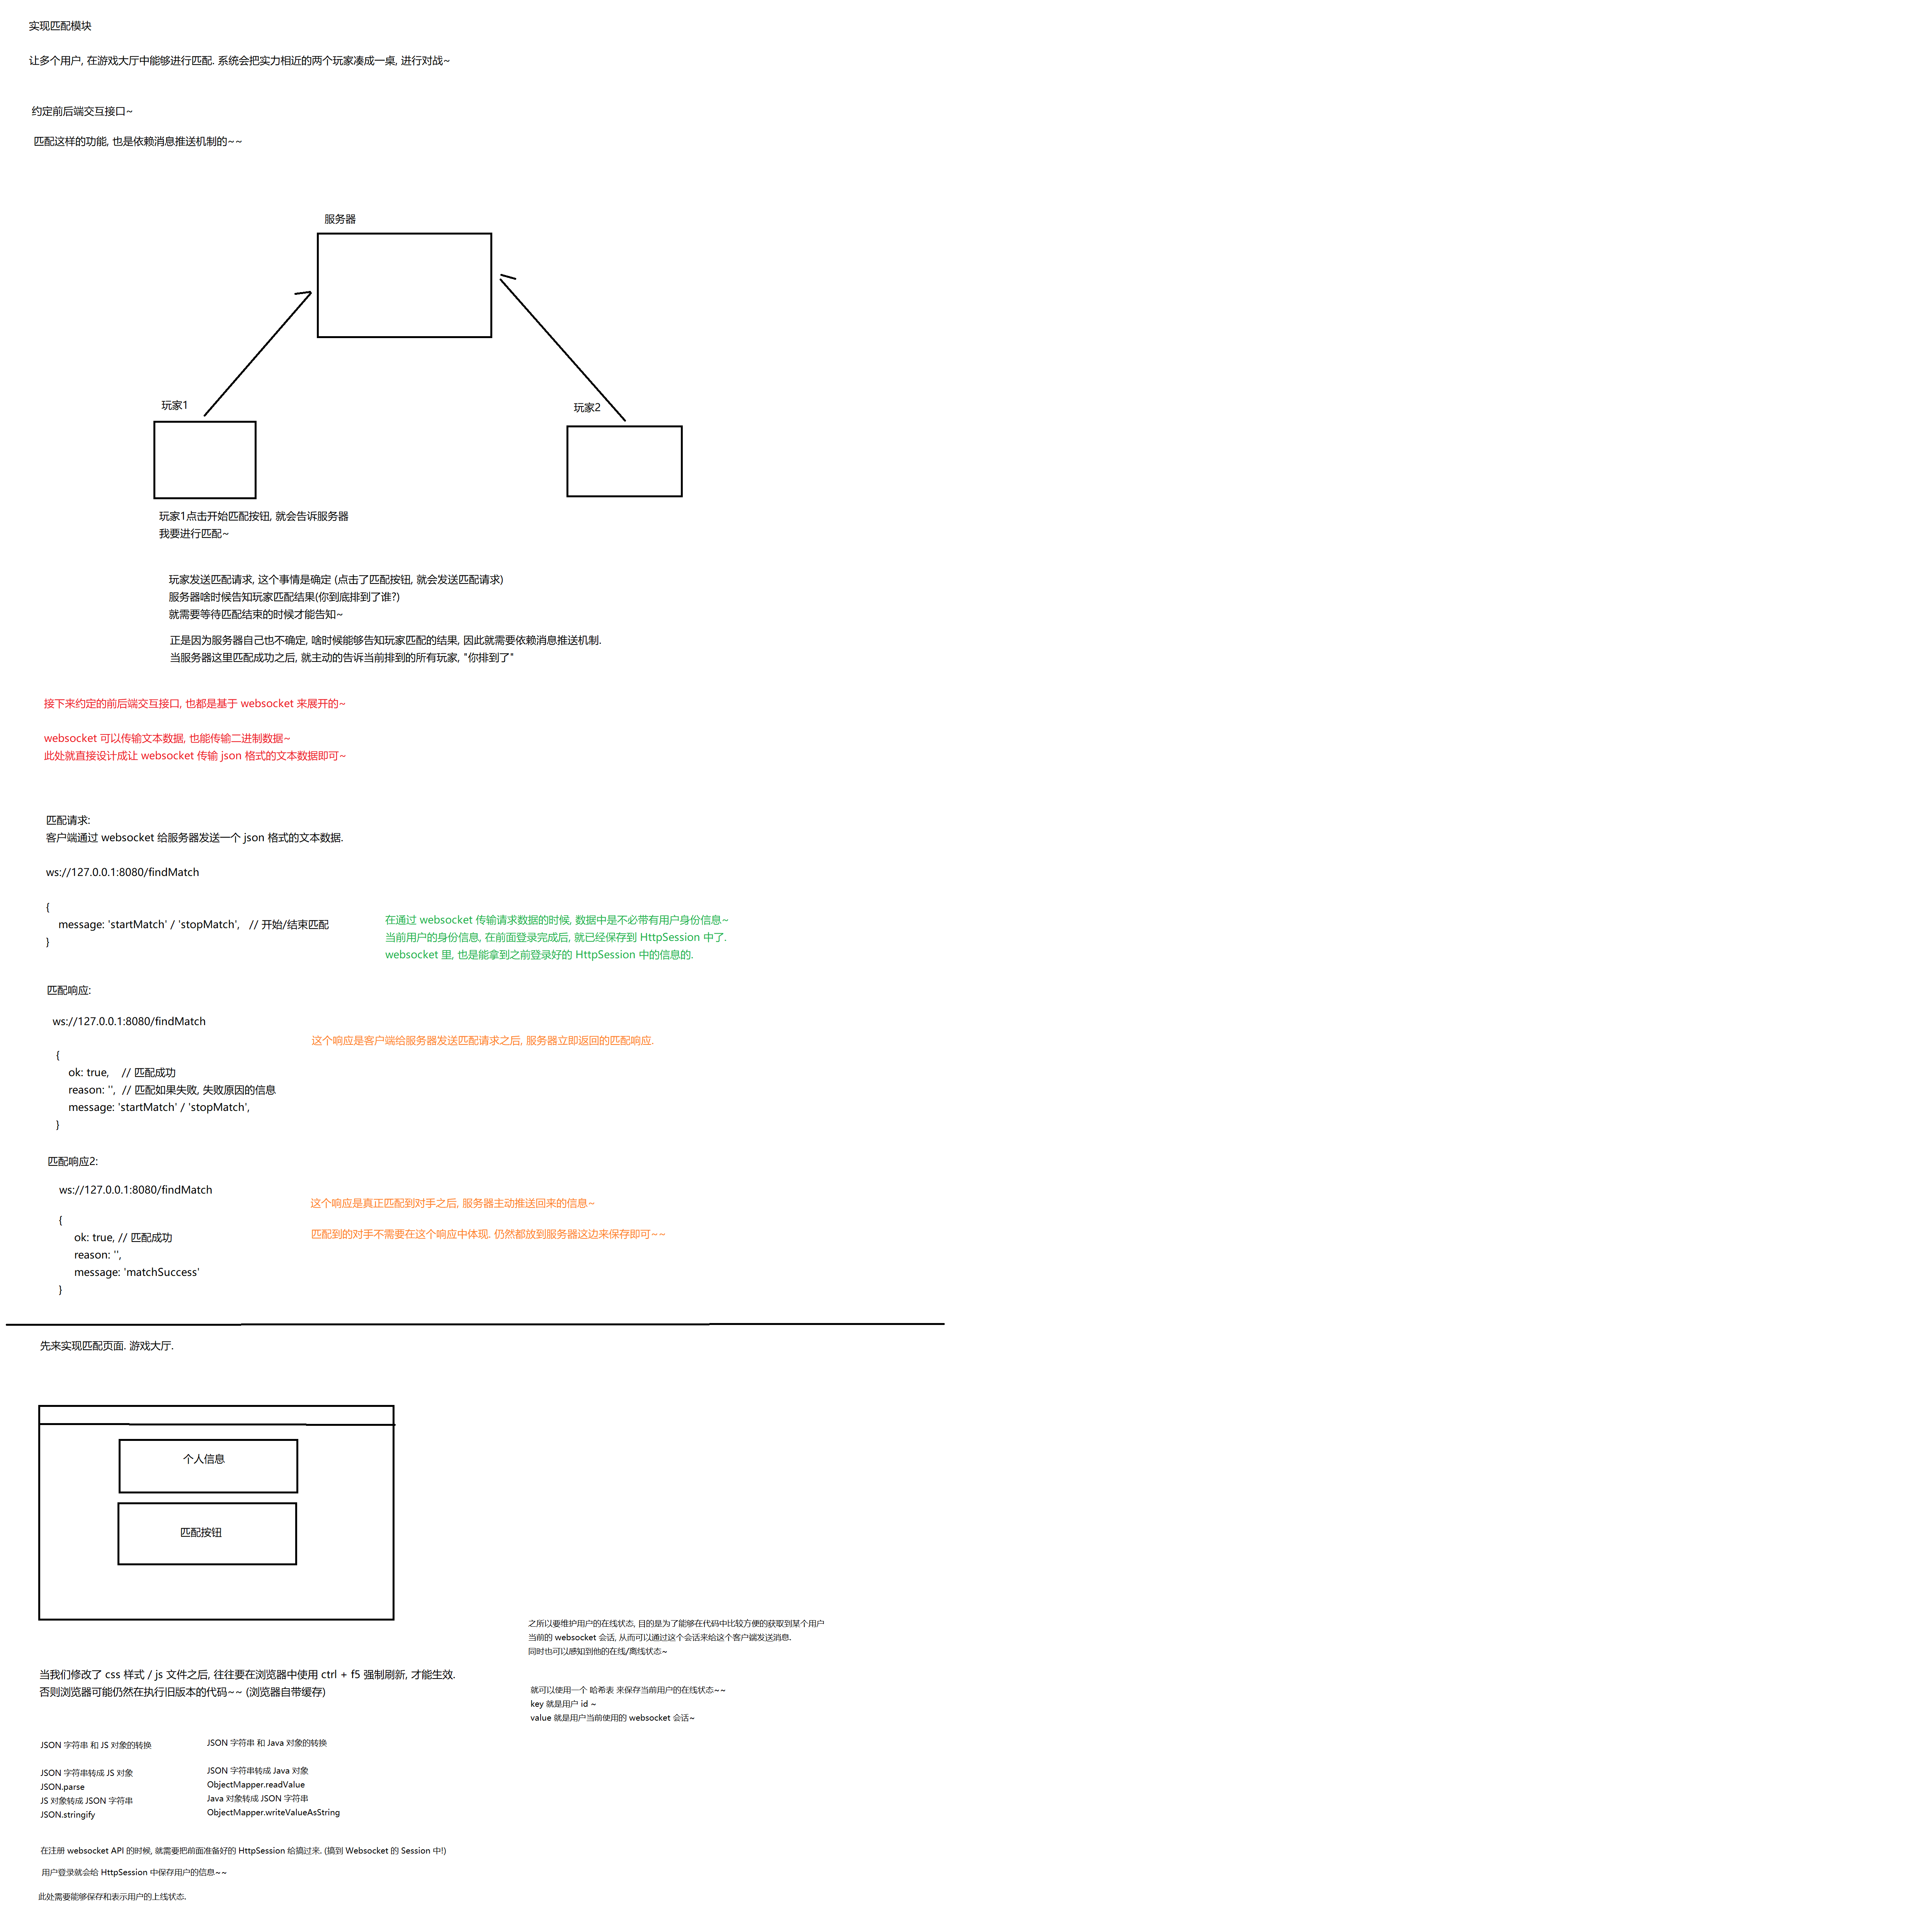 实现匹配模块
让多个用户, 在游戏大厅中能够进行匹配. 系统会把实力相近的两个玩家凑成一桌, 进行对战~
约定前后端交互接口~
匹配这样的功能, 也是依赖消息推送机制的~~
服务器
玩家1
玩家2
玩家1点击开始匹配按钮, 就会告诉服务器
我要进行匹配~
玩家发送匹配请求, 这个事情是确定 (点击了匹配按钮, 就会发送匹配请求)
服务器啥时候告知玩家匹配结果(你到底排到了谁?)
就需要等待匹配结束的时候才能告知~
正是因为服务器自己也不确定, 啥时候能够告知玩家匹配的结果, 因此就需要依赖消息推送机制.
当服务器这里匹配成功之后, 就主动的告诉当前排到的所有玩家, "你排到了"
接下来约定的前后端交互接口, 也都是基于 websocket 来展开的~
websocket 可以传输文本数据, 也能传输二进制数据~
此处就直接设计成让 websocket 传输 json 格式的文本数据即可~
匹配请求:
客户端通过 websocket 给服务器发送一个 json 格式的文本数据.
ws://127.0.0.1:8080/findMatch
{
message: 'startMatch' / 'stopMatch',   // 开始/结束匹配
}
在通过 websocket 传输请求数据的时候, 数据中是不必带有用户身份信息~
当前用户的身份信息, 在前面登录完成后, 就已经保存到 HttpSession 中了.
websocket 里, 也是能拿到之前登录好的 HttpSession 中的信息的.
匹配响应:
ws://127.0.0.1:8080/findMatch
这个响应是客户端给服务器发送匹配请求之后, 服务器立即返回的匹配响应.
{
ok: true,    // 匹配成功
reason: '',  // 匹配如果失败, 失败原因的信息
message: 'startMatch' / 'stopMatch',
}
匹配响应2:
ws://127.0.0.1:8080/findMatch
这个响应是真正匹配到对手之后, 服务器主动推送回来的信息~
匹配到的对手不需要在这个响应中体现. 仍然都放到服务器这边来保存即可~~
{
ok: true, // 匹配成功
reason: '',
message: 'matchSuccess'
}
先来实现匹配页面. 游戏大厅.
个人信息
匹配按钮
之所以要维护用户的在线状态, 目的是为了能够在代码中比较方便的获取到某个用户
当前的 websocket 会话, 从而可以通过这个会话来给这个客户端发送消息.
同时也可以感知到他的在线/离线状态~
当我们修改了 css 样式 / js 文件之后, 往往要在浏览器中使用 ctrl + f5 强制刷新, 才能生效.
否则浏览器可能仍然在执行旧版本的代码~~ (浏览器自带缓存)
就可以使用一个 哈希表 来保存当前用户的在线状态~~
key 就是用户 id ~
value 就是用户当前使用的 websocket 会话~
JSON 字符串 和 JS 对象的转换
JSON 字符串转成 JS 对象
JSON.parse
JS 对象转成 JSON 字符串
JSON.stringify
JSON 字符串 和 Java 对象的转换
JSON 字符串转成 Java 对象
ObjectMapper.readValue
Java 对象转成 JSON 字符串
ObjectMapper.writeValueAsString
在注册 websocket API 的时候, 就需要把前面准备好的 HttpSession 给搞过来. (搞到 Websocket 的 Session 中!)
用户登录就会给 HttpSession 中保存用户的信息~~
此处需要能够保存和表示用户的上线状态.